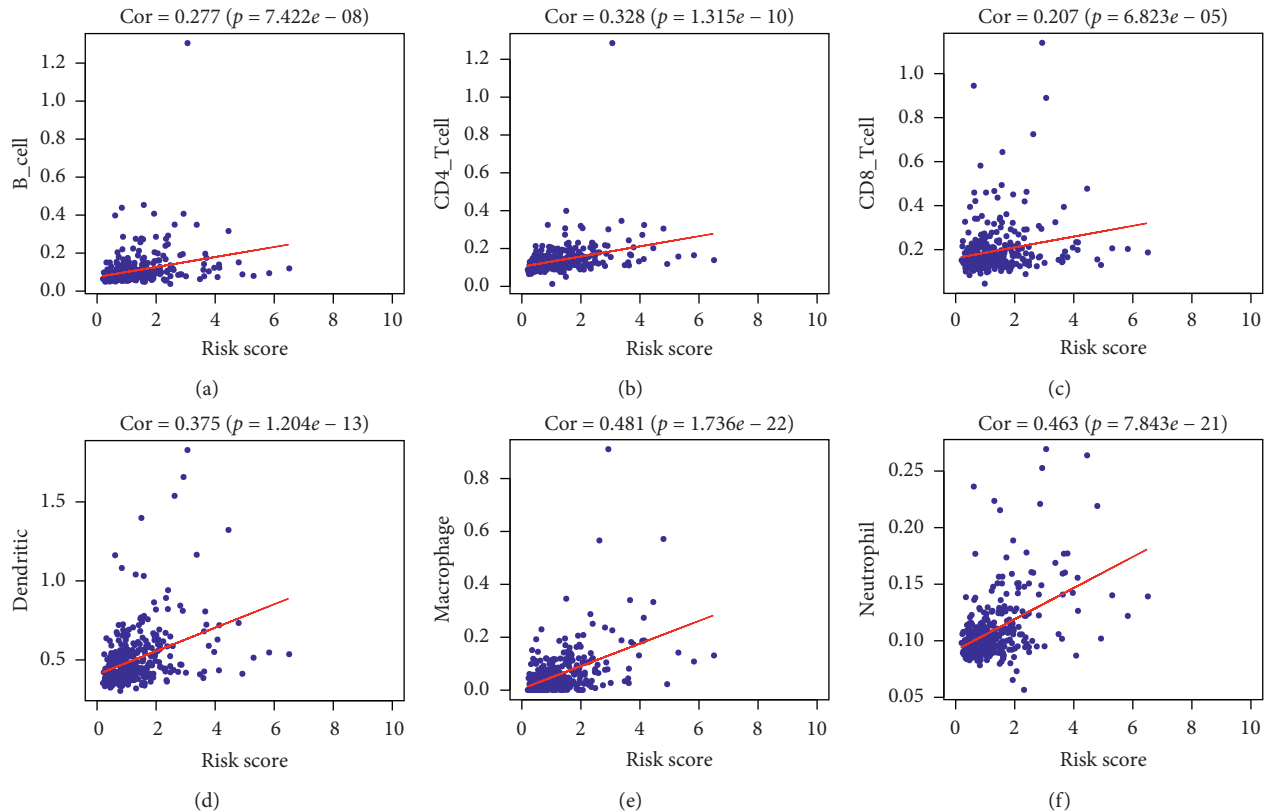 Cor = 0.277 (p = 7.422e − 08)
B_cell
1.2
1.0
0.8
0.6
0.4
0.2
0.0
0 2 4 6 8 10
Risk score
(a)
Cor = 0.328 (p = 1.315e − 10)
CD4_Tcell
1.2
1.0
0.8
0.6
0.4
0.2
0.0
0 2 4 6 8 10
Risk score
(b)
Cor = 0.207 (p = 6.823e − 05)
CD8_Tcell
1.0
0.8
0.6
0.4
0.2
0 2 4 6 8 10
Risk score
(c)
Cor = 0.375 (p = 1.204e − 13)
Dendritic
1.5
1.0
0.5
0 2 4 6 8 10
Risk score
(d)
Cor = 0.481 (p = 1.736e − 22)
Macrophage
0.8
0.6
0.4
0.2
0.0
0 2 4 6 8 10
Risk score
(e)
Cor = 0.463 (p = 7.843e − 21)
Neutrophil
0.25
0.20
0.15
0.10
0.05
0 2 4 6 8 10
Risk score
(f)